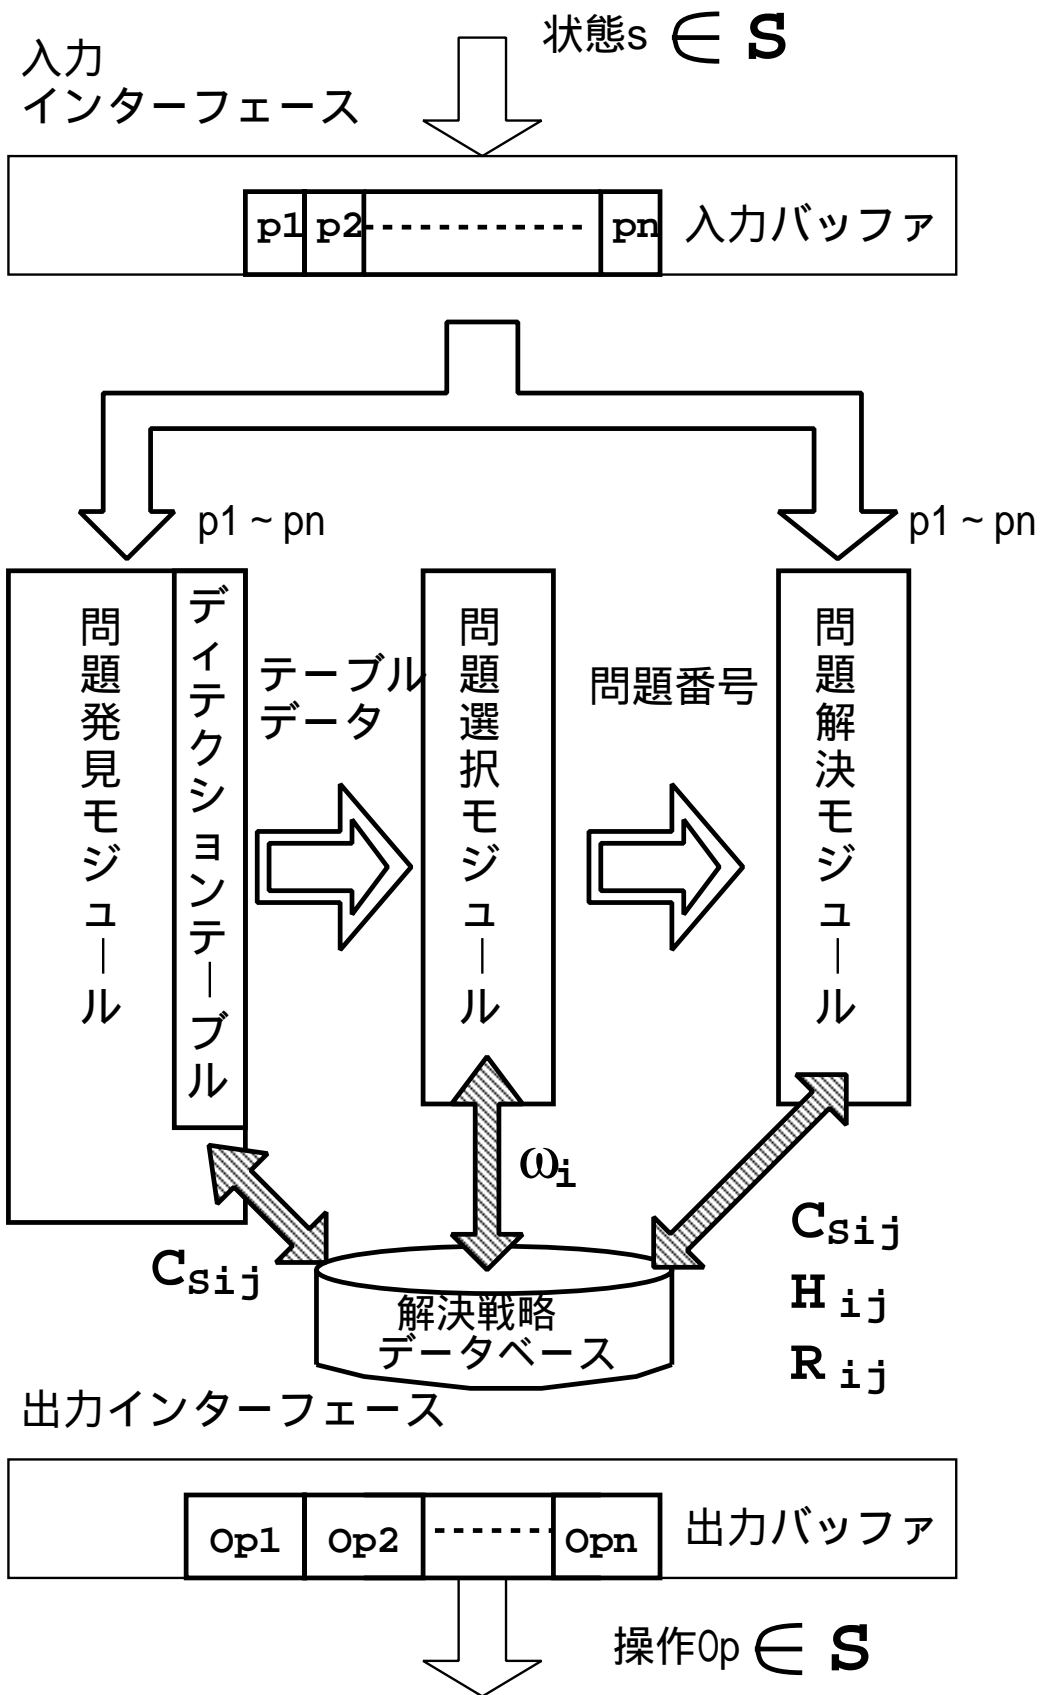 状態s ∈ S
入力
インターフェース
p1 p2 pn
入力バッファ
p1 ~ pn
p1 ~ pn
問題発見モジュール
ディテクションテーブル
テーブル
データ
問題選択モジュール
問題番号
問題解決モジュール
ωi
CSij
CSij
Hij
Rij
解決戦略
データベース
出力インターフェース
Op1 Op2 Opn
出力バッファ
操作Op ∈ S